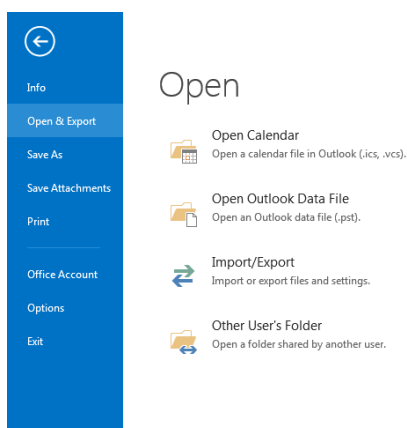 Info
Open & Export
Save As
Save Attachments
Print
Office Account
Options
Exit
Open
Open Calendar
Open a calendar file in Outlook (.ics, .vcs).
Open Outlook Data File
Open an Outlook data file (.pst).
Import/Export
Import or export files and settings.
Other User's Folder
Open a folder shared by another user.